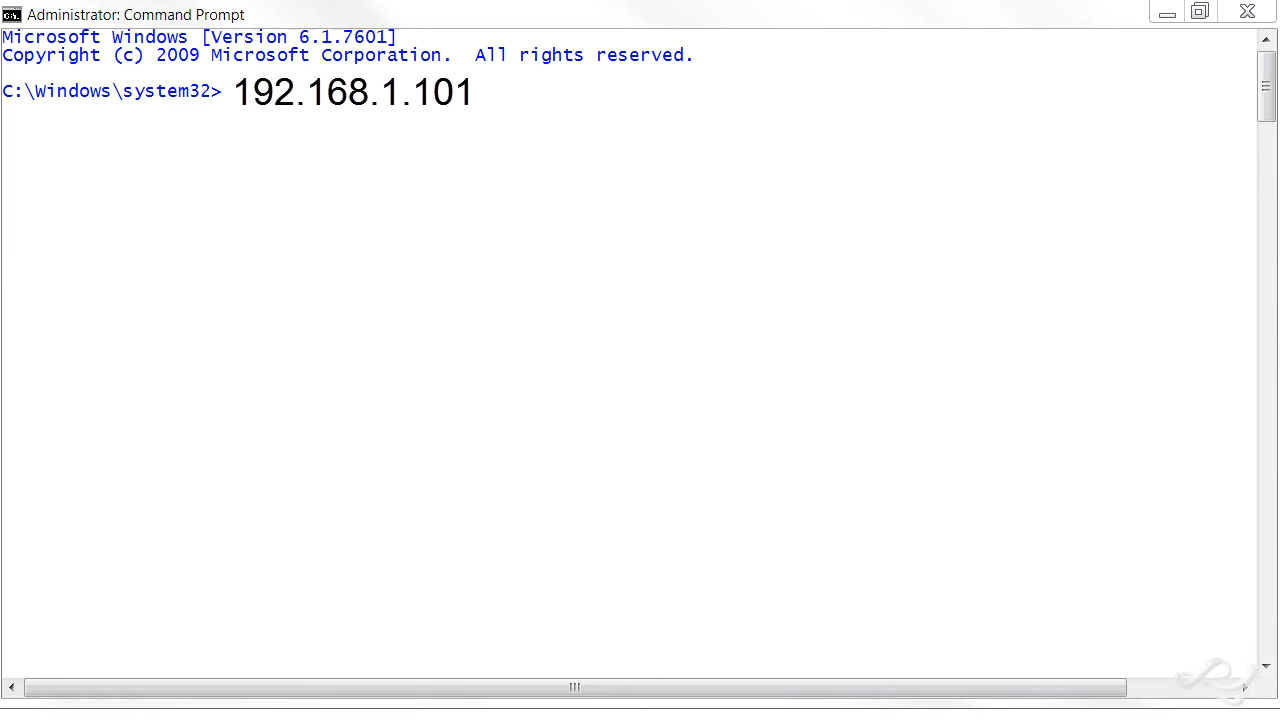 Administrator: Command Prompt
Microsoft Windows [Version 6.1.7601]
Copyright (c) 2009 Microsoft Corporation.  All rights reserved.
C:\Windows\system32> 192.168.1.101